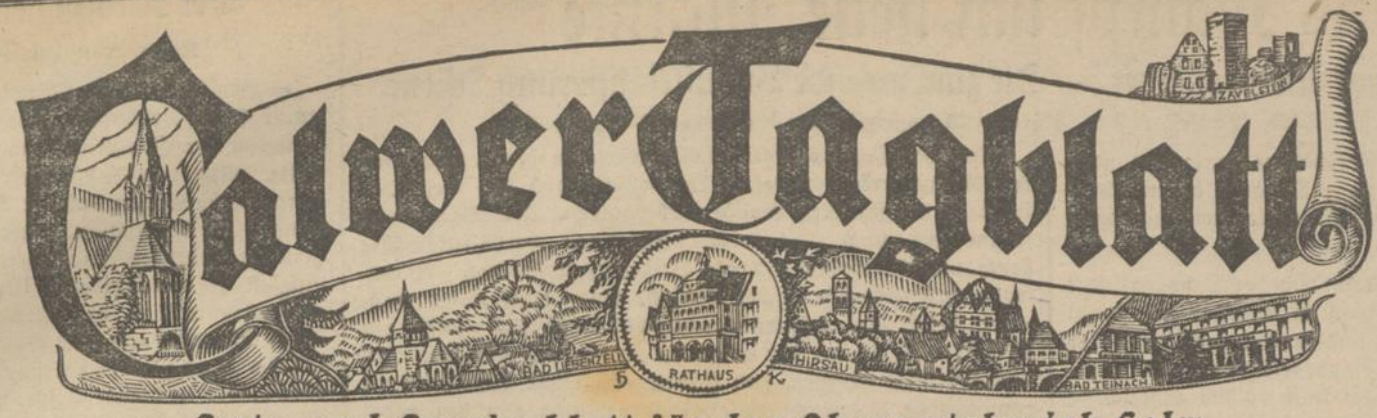 Calwer Tagblatt
ZAVELSTEIN
BAD LIEBENZELL
RATHAUS
HIRSAU
BAD TEINACH
D K